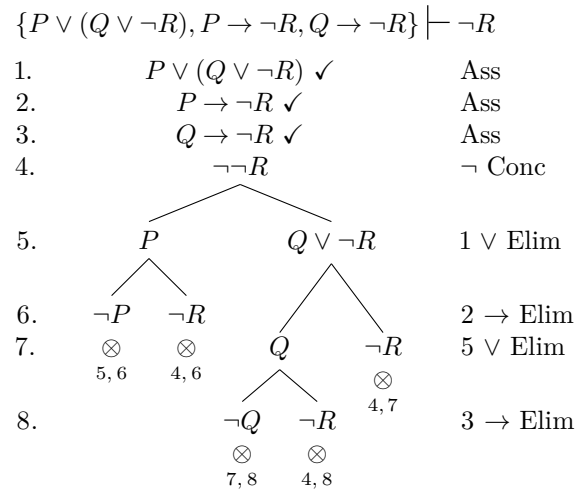 {P ∨ (Q ∨ ¬R), P → ¬R, Q → ¬R} ⊢ ¬R
1. P ∨ (Q ∨ ¬R) ✓ Ass
2. P → ¬R ✓ Ass
3. Q → ¬R ✓ Ass
4. ¬¬R ¬ Conc
5. P Q ∨ ¬R 1 ∨ Elim
6. ¬P ¬R 2 → Elim
7. ⊗ ⊗ Q ¬R 5 ∨ Elim
5, 6 4, 6 ⊗
4, 7
8. ¬Q ¬R 3 → Elim
⊗ ⊗
7, 8 4, 8